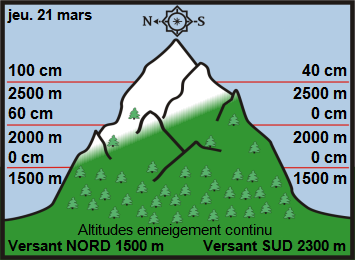 jeu. 21 mars
N S
100 cm 40 cm
2500 m 2500 m
60 cm 0 cm
2000 m 2000 m
0 cm 0 cm
1500 m 1500 m
Altitudes enneigement continu
Versant NORD 1500 m Versant SUD 2300 m